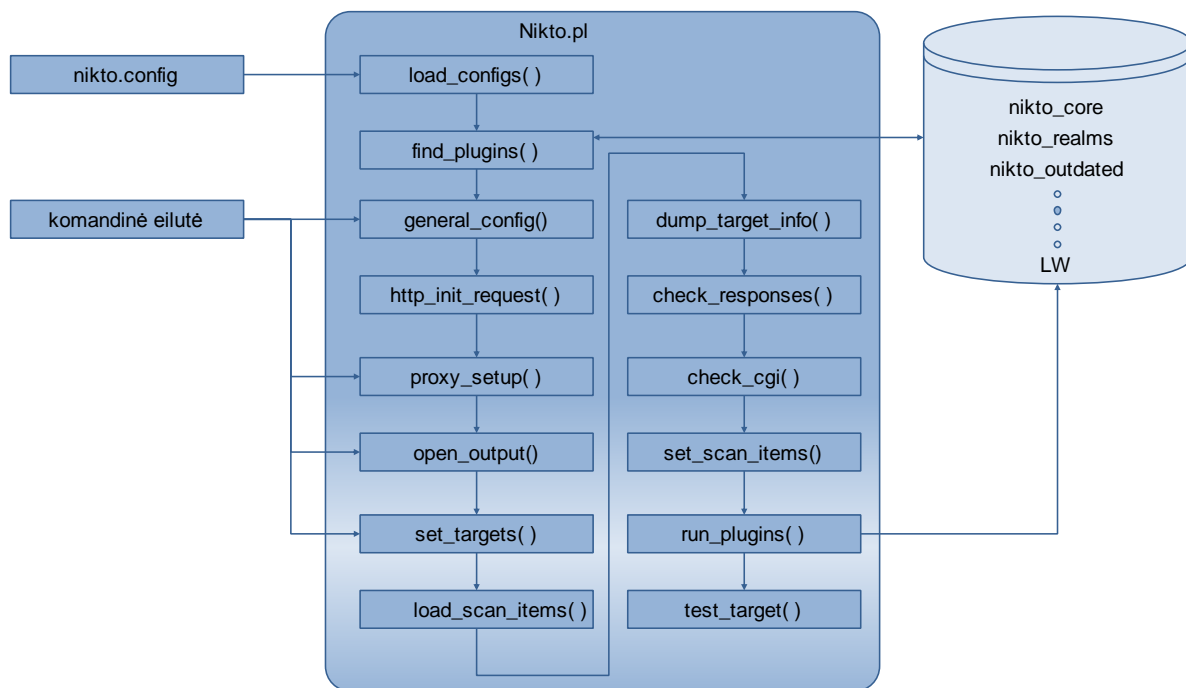 Nikto.pl
nikto.config
load_configs( )
find_plugins( )
komandinė eilutė
general_config()
http_init_request( )
proxy_setup( )
open_output()
set_targets( )
load_scan_items( )
dump_target_info( )
check_responses( )
check_cgi( )
set_scan_items()
run_plugins( )
test_target( )
nikto_core
nikto_realms
nikto_outdated
LW